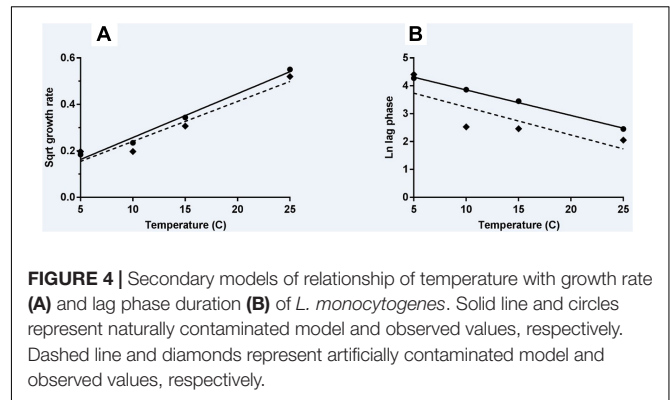 A
B
0.6
0.4
0.2
0.0
Sqrt growth rate
5 10 15 20 25
Temperature (C)
5
4
3
2
1
0
Ln lag phase
5 10 15 20 25
Temperature (C)
FIGURE 4 | Secondary models of relationship of temperature with growth rate
(A) and lag phase duration (B) of L. monocytogenes. Solid line and circles
represent naturally contaminated model and observed values, respectively.
Dashed line and diamonds represent artificially contaminated model and
observed values, respectively.